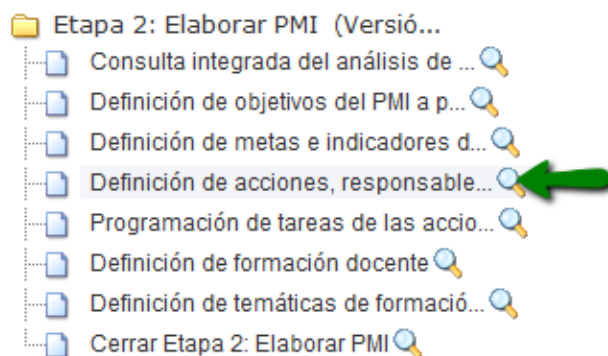 Etapa 2: Elaborar PMI (Versió...
Consulta integrada del análisis de ...
Definición de objetivos del PMI a p...
Definición de metas e indicadores d...
Definición de acciones, responsable...
Programación de tareas de las accio...
Definición de formación docente
Definición de temáticas de formació...
Cerrar Etapa 2: Elaborar PMI